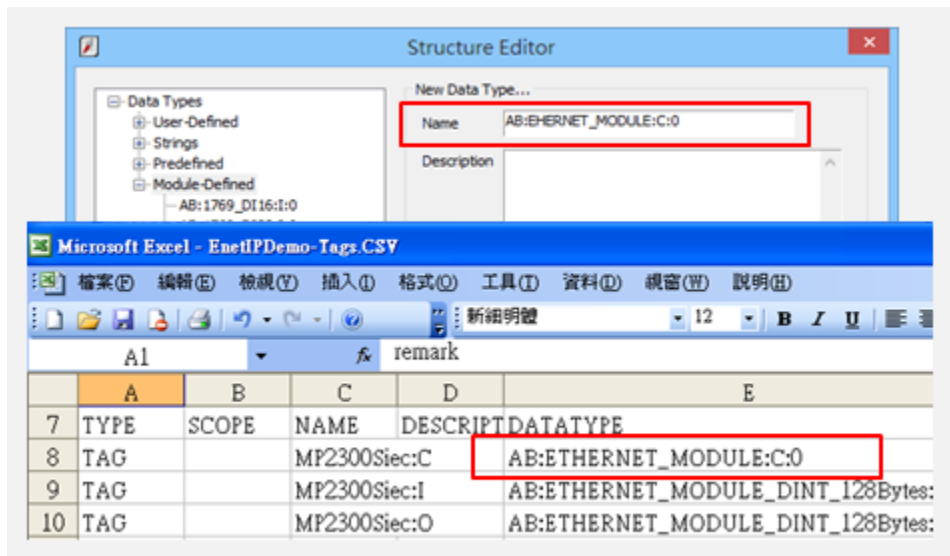 Structure Editor
Data Types
User-Defined
Strings
Predefined
Module-Defined
AB:1769_DI16:I:0
New Data Type...
Name AB:EHERNET_MODULE:C:0
Description
Microsoft Excel - EnetIPDemo-Tags.CSV
檔案(F) 編輯(E) 檢視(V) 插入(I) 格式(O) 工具(T) 資料(D) 視窗(W) 說明(H)
新細明體 12 B I U
A1 fx remark
A B C D E
7 TYPE SCOPE NAME DESCRIPT DATATYPE
8 TAG MP2300Siec:C AB:ETHERNET_MODULE:C:0
9 TAG MP2300Siec:I AB:ETHERNET_MODULE_DINT_128Bytes:
10 TAG MP2300Siec:O AB:ETHERNET_MODULE_DINT_128Bytes: